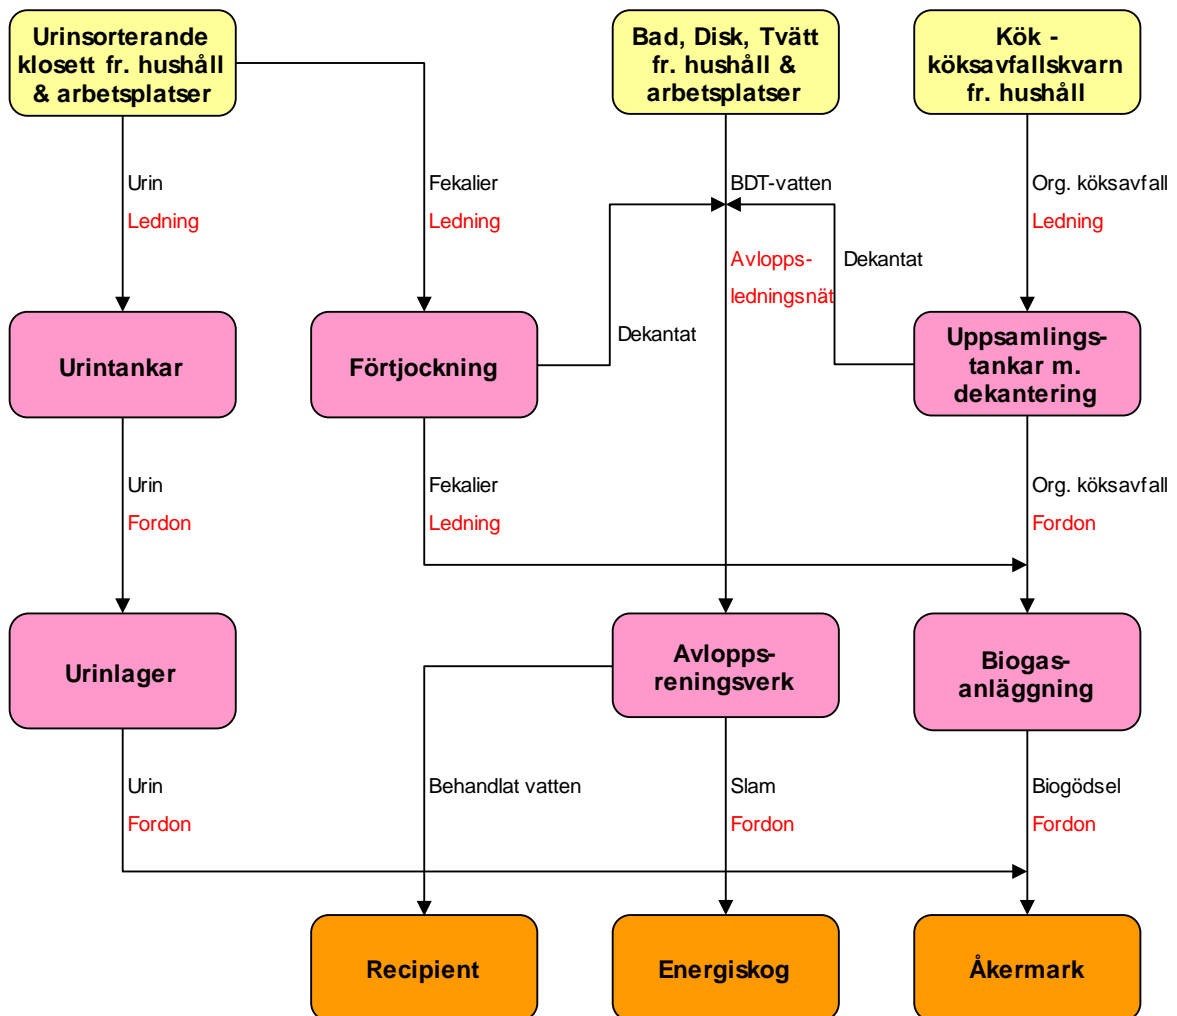 Urinsorterande
klosett fr. hushåll
& arbetsplatser
Bad, Disk, Tvätt
fr. hushåll &
arbetsplatser
Kök -
köksavfallskvarn
fr. hushåll
Urin
Ledning
Fekalier
Ledning
BDT-vatten
Avlopps-
ledningsnät
Org. köksavfall
Ledning
Dekantat
Dekantat
Urintankar
Förtjockning
Uppsamlings-
tankar m.
dekantering
Urin
Fordon
Fekalier
Ledning
Org. köksavfall
Fordon
Urinlager
Avlopps-
reningsverk
Biogas-
anläggning
Urin
Fordon
Behandlat vatten
Slam
Fordon
Biogödsel
Fordon
Recipient
Energiskog
Åkermark